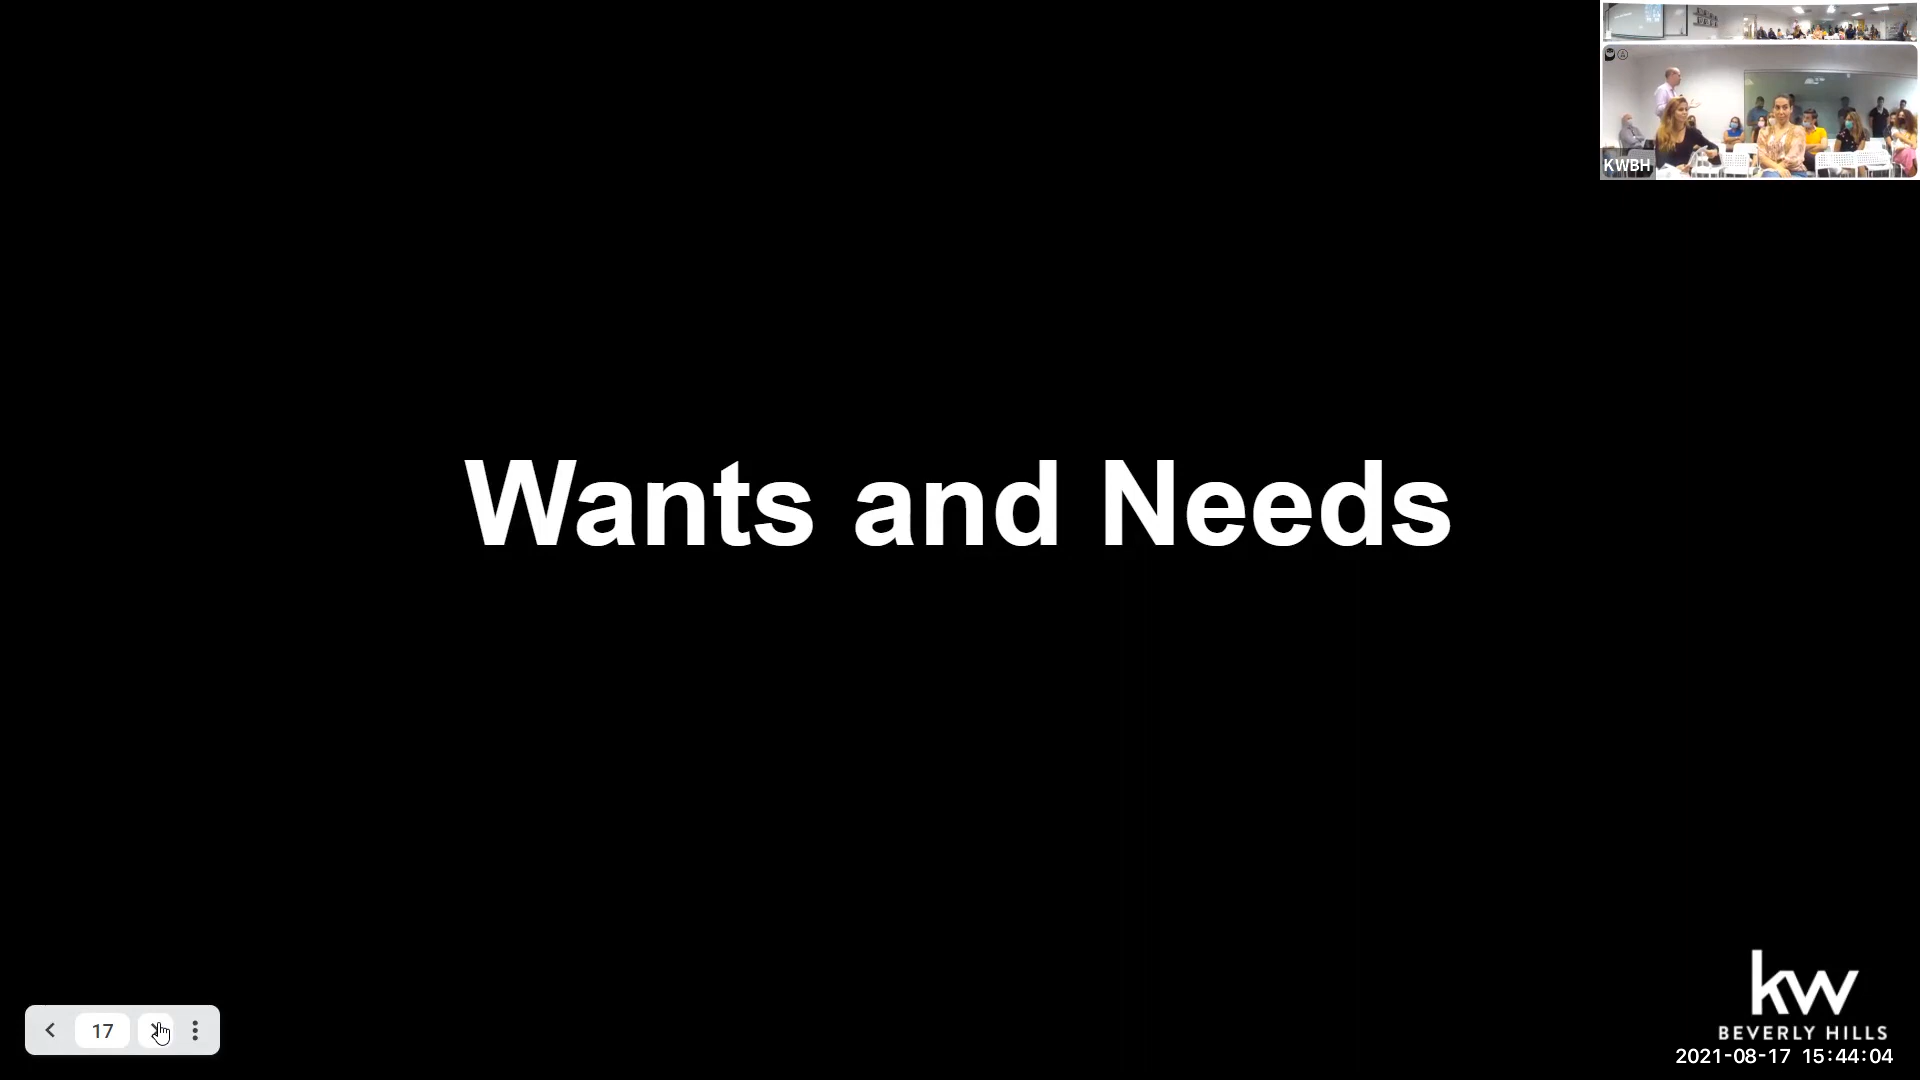 KWBH
Wants and Needs
17
kw
BEVERLY HILLS
2021-08-17 15:44:04